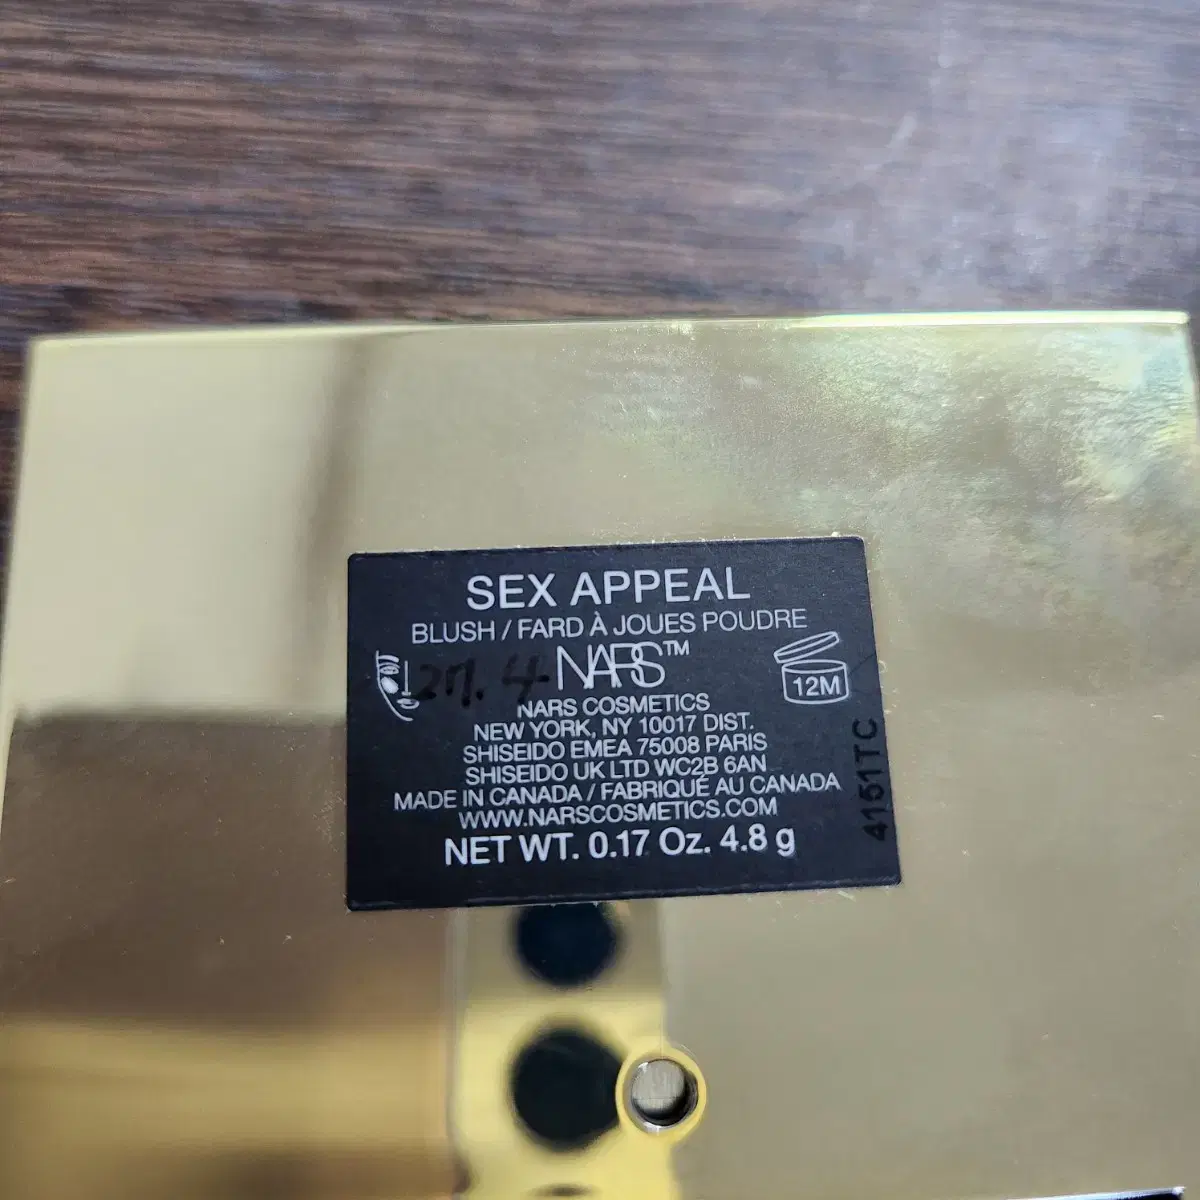 SEX APPEAL
BLUSH / FARD À JOUES POUDRE
27. 4
NARS™
12M
NARS COSMETICS
NEW YORK, NY 10017 DIST.
SHISEIDO EMEA 75008 PARIS
SHISEIDO UK LTD WC2B 6AN
MADE IN CANADA / FABRIQUÉ AU CANADA
WWW.NARSCOSMETICS.COM
NET WT. 0.17 Oz. 4.8 g
4151TC